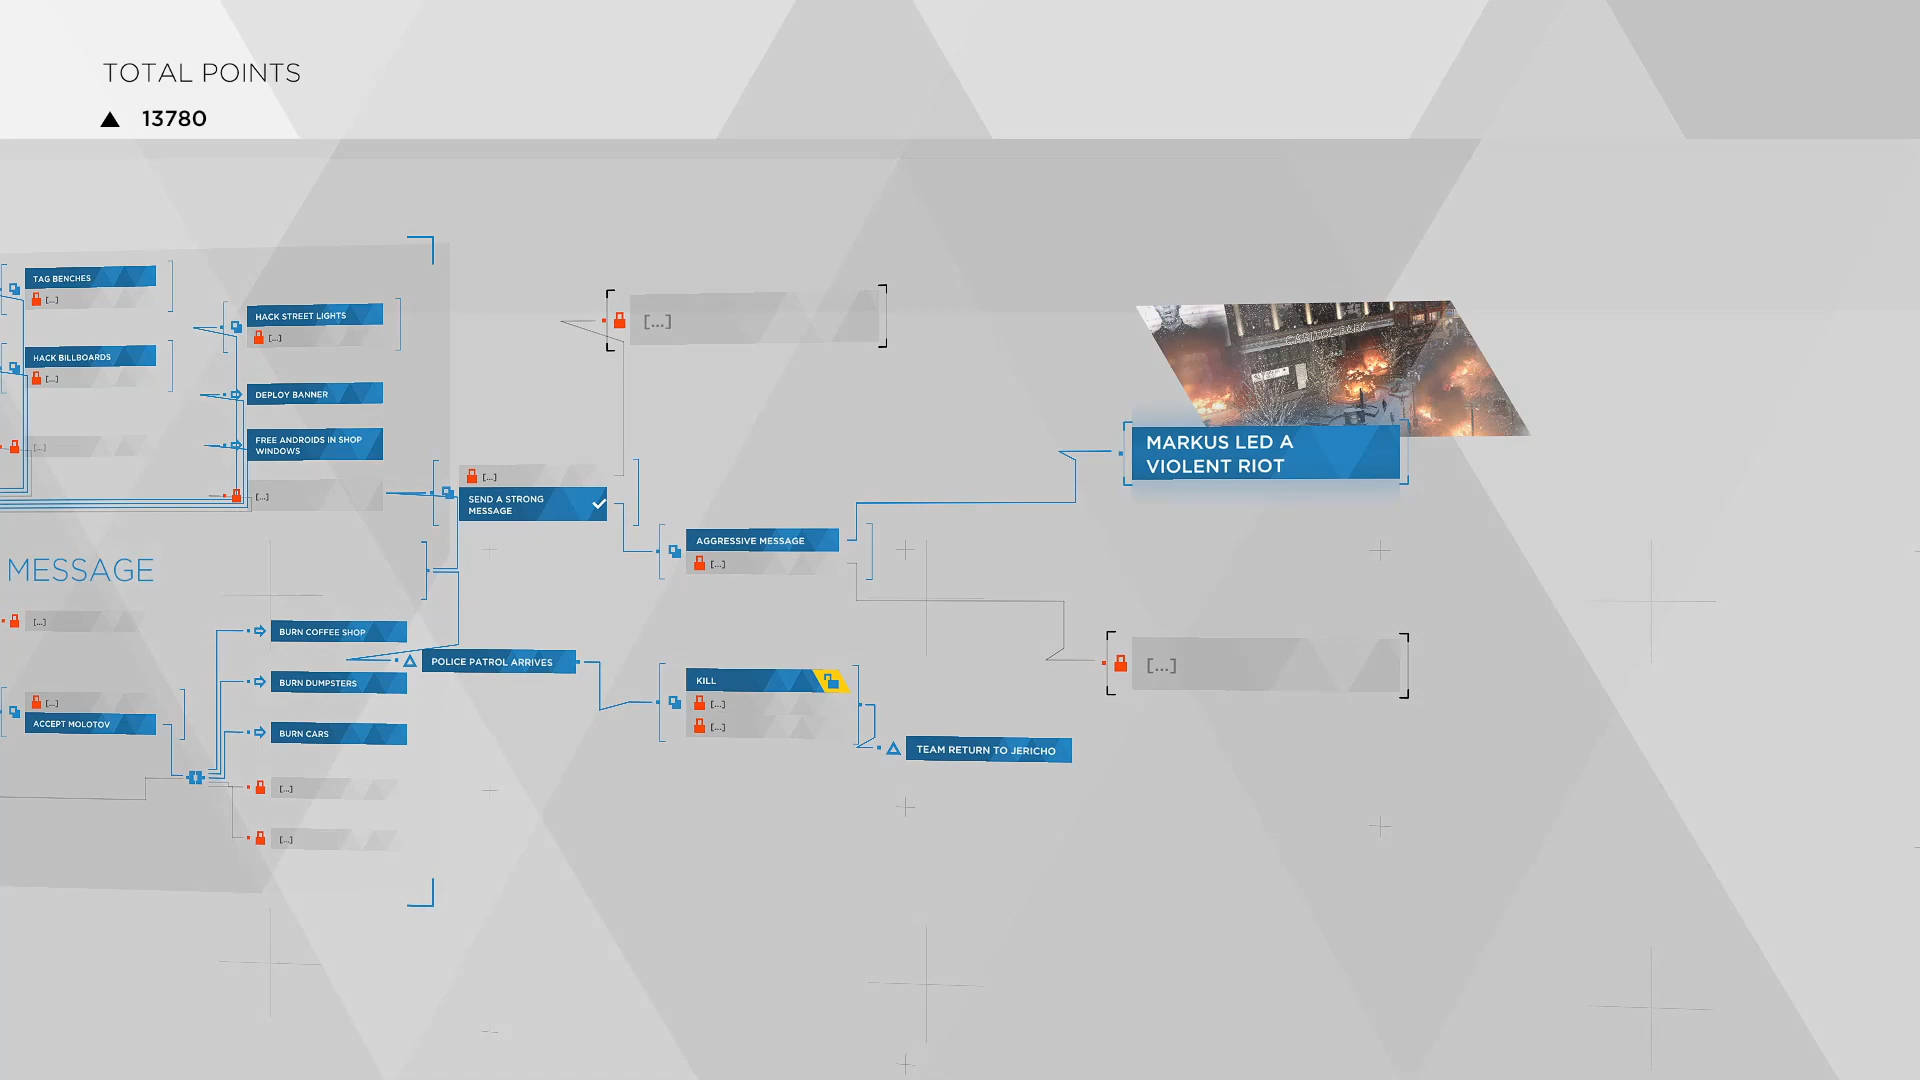 TOTAL POINTS
13780
TAG BENCHES
[...]
HACK BILLBOARDS
[...]
[...]
HACK STREET LIGHTS
[...]
DEPLOY BANNER
FREE ANDROIDS IN SHOP
WINDOWS
[...]
[...]
SEND A STRONG
MESSAGE
[...]
AGGRESSIVE MESSAGE
[...]
CAPITOL PARK
MARKUS LED A
VIOLENT RIOT
[...]
MESSAGE
[...]
[...]
ACCEPT MOLOTOV
BURN COFFEE SHOP
BURN DUMPSTERS
BURN CARS
[...]
[...]
POLICE PATROL ARRIVES
KILL
[...]
[...]
TEAM RETURN TO JERICHO